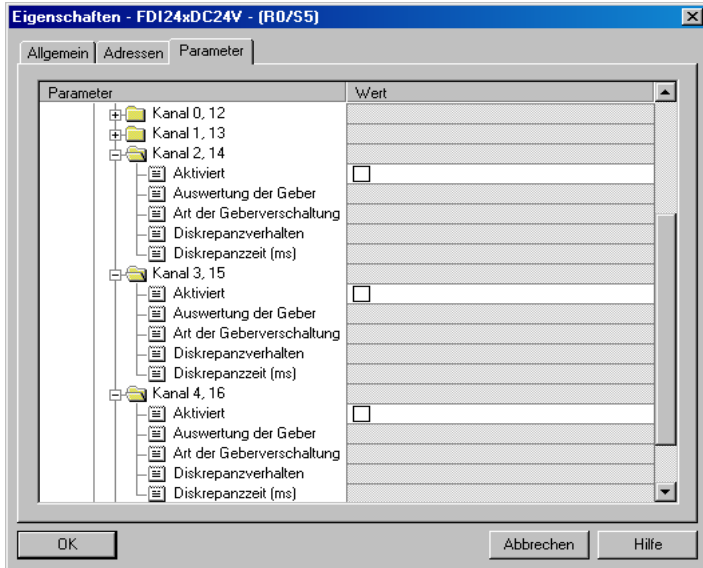 Eigenschaften - FDI24xDC24V - (R0/S5)
Allgemein Adressen Parameter
Parameter Wert
Kanal 0, 12
Kanal 1, 13
Kanal 2, 14
Aktiviert
Auswertung der Geber
Art der Geberverschaltung
Diskrepanzverhalten
Diskrepanzzeit (ms)
Kanal 3, 15
Aktiviert
Auswertung der Geber
Art der Geberverschaltung
Diskrepanzverhalten
Diskrepanzzeit (ms)
Kanal 4, 16
Aktiviert
Auswertung der Geber
Art der Geberverschaltung
Diskrepanzverhalten
Diskrepanzzeit (ms)
OK Abbrechen Hilfe